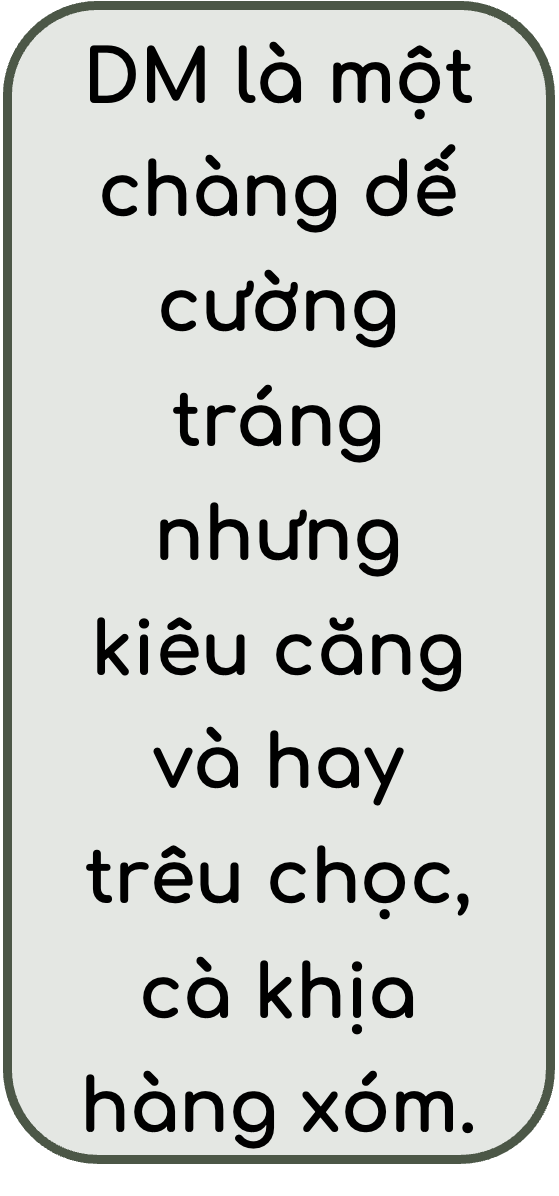 DM là một
chàng dế
cường
tráng
nhưng
kiêu căng
và hay
trêu chọc,
cà khịa
hàng xóm.